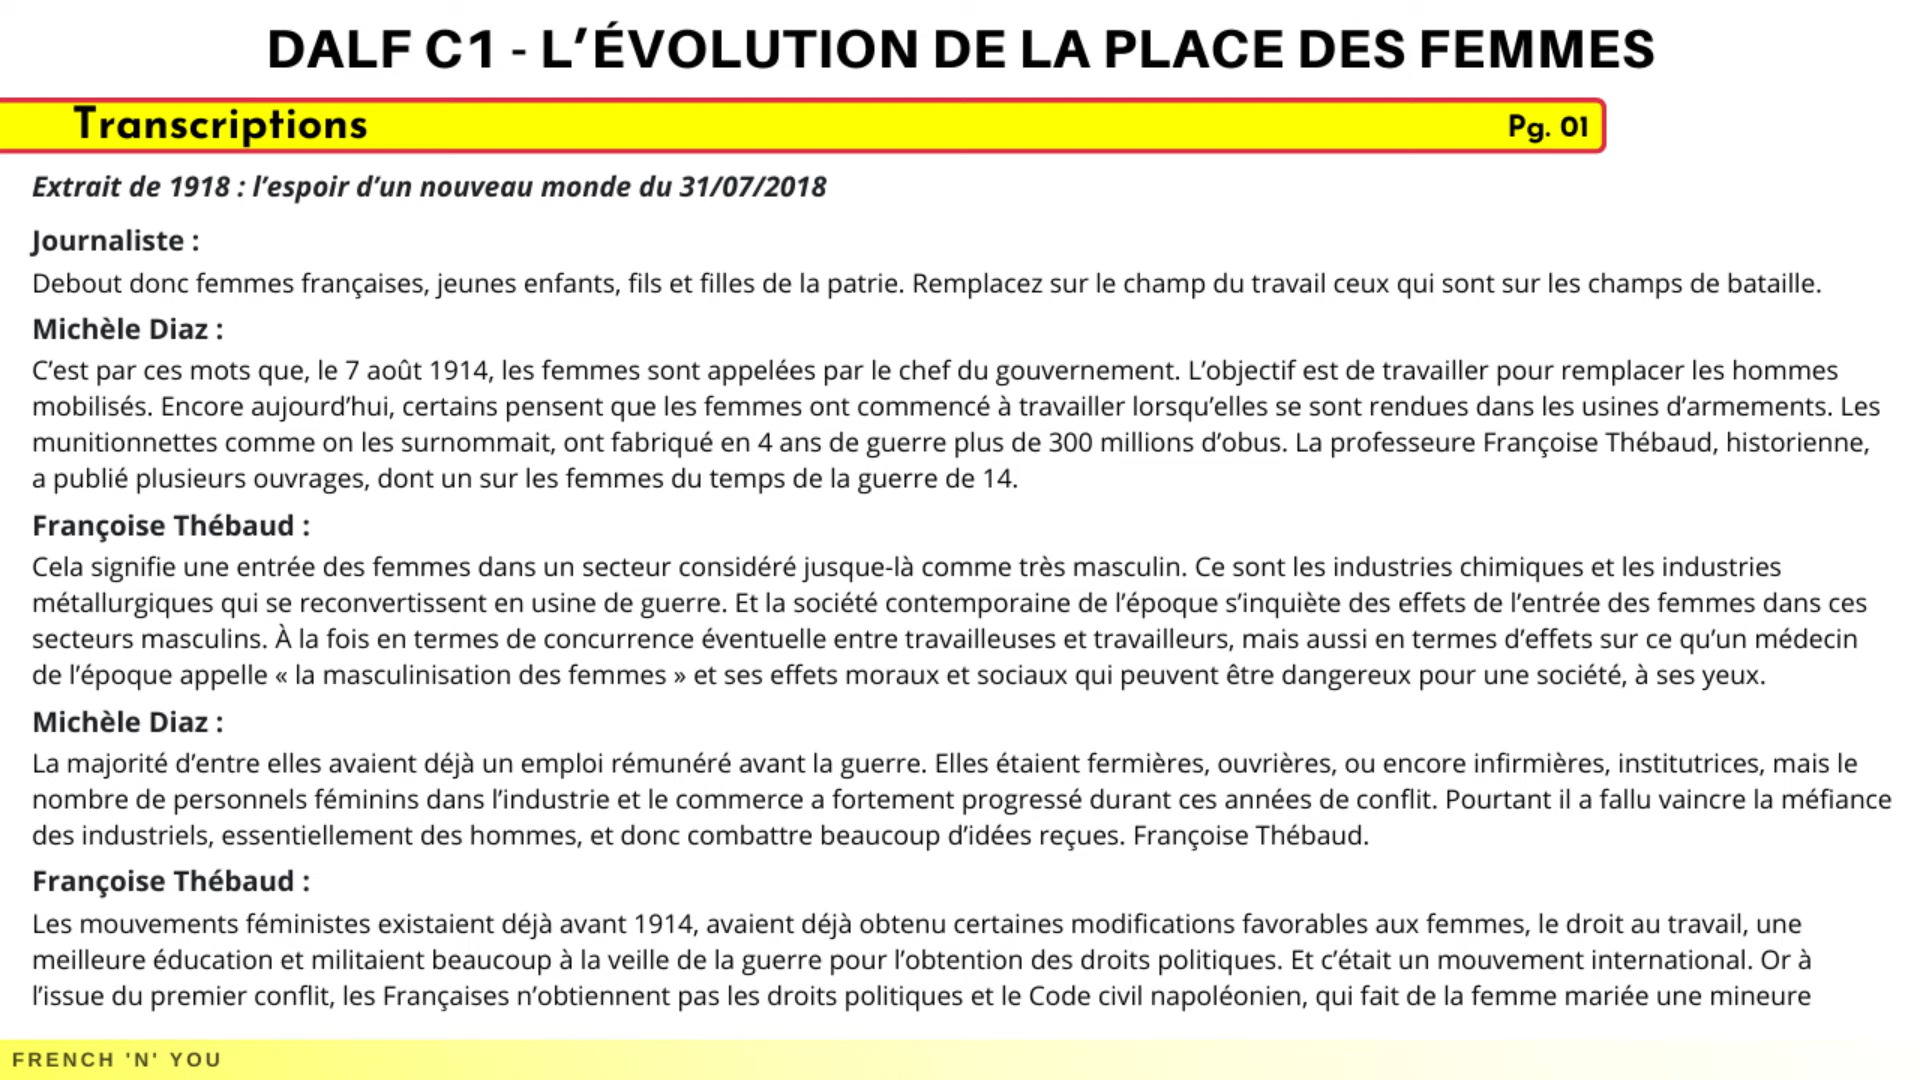 DALF C1 - L’ÉVOLUTION DE LA PLACE DES FEMMES
Transcriptions
Pg. 01
Extrait de 1918 : l’espoir d’un nouveau monde du 31/07/2018
Journaliste :
Debout donc femmes françaises, jeunes enfants, fils et filles de la patrie. Remplacez sur le champ du travail ceux qui sont sur les champs de bataille.
Michèle Diaz :
C’est par ces mots que, le 7 août 1914, les femmes sont appelées par le chef du gouvernement. L’objectif est de travailler pour remplacer les hommes
mobilisés. Encore aujourd’hui, certains pensent que les femmes ont commencé à travailler lorsqu’elles se sont rendues dans les usines d’armements. Les
munitionnettes comme on les surnommait, ont fabriqué en 4 ans de guerre plus de 300 millions d’obus. La professeure Françoise Thébaud, historienne,
a publié plusieurs ouvrages, dont un sur les femmes du temps de la guerre de 14.
Françoise Thébaud :
Cela signifie une entrée des femmes dans un secteur considéré jusque-là comme très masculin. Ce sont les industries chimiques et les industries
métallurgiques qui se reconvertissent en usine de guerre. Et la société contemporaine de l’époque s’inquiète des effets de l’entrée des femmes dans ces
secteurs masculins. À la fois en termes de concurrence éventuelle entre travailleuses et travailleurs, mais aussi en termes d’effets sur ce qu’un médecin
de l’époque appelle « la masculinisation des femmes » et ses effets moraux et sociaux qui peuvent être dangereux pour une société, à ses yeux.
Michèle Diaz :
La majorité d’entre elles avaient déjà un emploi rémunéré avant la guerre. Elles étaient fermières, ouvrières, ou encore infirmières, institutrices, mais le
nombre de personnels féminins dans l’industrie et le commerce a fortement progressé durant ces années de conflit. Pourtant il a fallu vaincre la méfiance
des industriels, essentiellement des hommes, et donc combattre beaucoup d’idées reçues. Françoise Thébaud.
Françoise Thébaud :
Les mouvements féministes existaient déjà avant 1914, avaient déjà obtenu certaines modifications favorables aux femmes, le droit au travail, une
meilleure éducation et militaient beaucoup à la veille de la guerre pour l’obtention des droits politiques. Et c’était un mouvement international. Or à
l’issue du premier conflit, les Françaises n’obtiennent pas les droits politiques et le Code civil napoléonien, qui fait de la femme mariée une mineure
FRENCH 'N' YOU